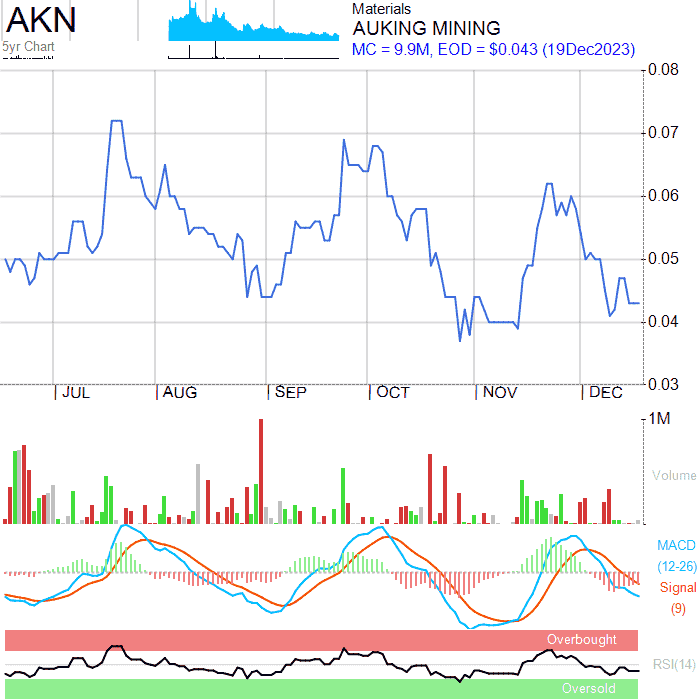 AKN
5yr Chart
Materials
AUKING MINING
MC = 9.9M, EOD = $0.043 (19Dec2023)
0.08
0.07
0.06
0.05
0.04
0.03
JUL AUG SEP OCT NOV DEC
1M
Volume
MACD
(12-26)
Signal
(9)
Overbought
RSI(14)
Oversold